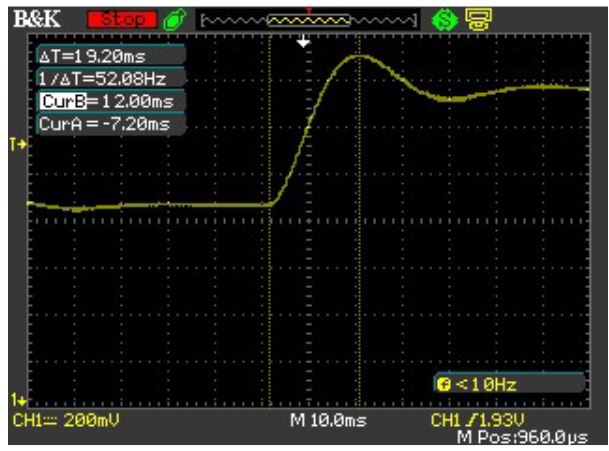 B&K Stop
ΔT=19.20ms
1/ΔT=52.08Hz
CurB=12.00ms
CurA=-7.20ms
T
f<10Hz
1
CH1 200mV M 10.0ms CH1 / 1.93V
M Pos:960.0μs